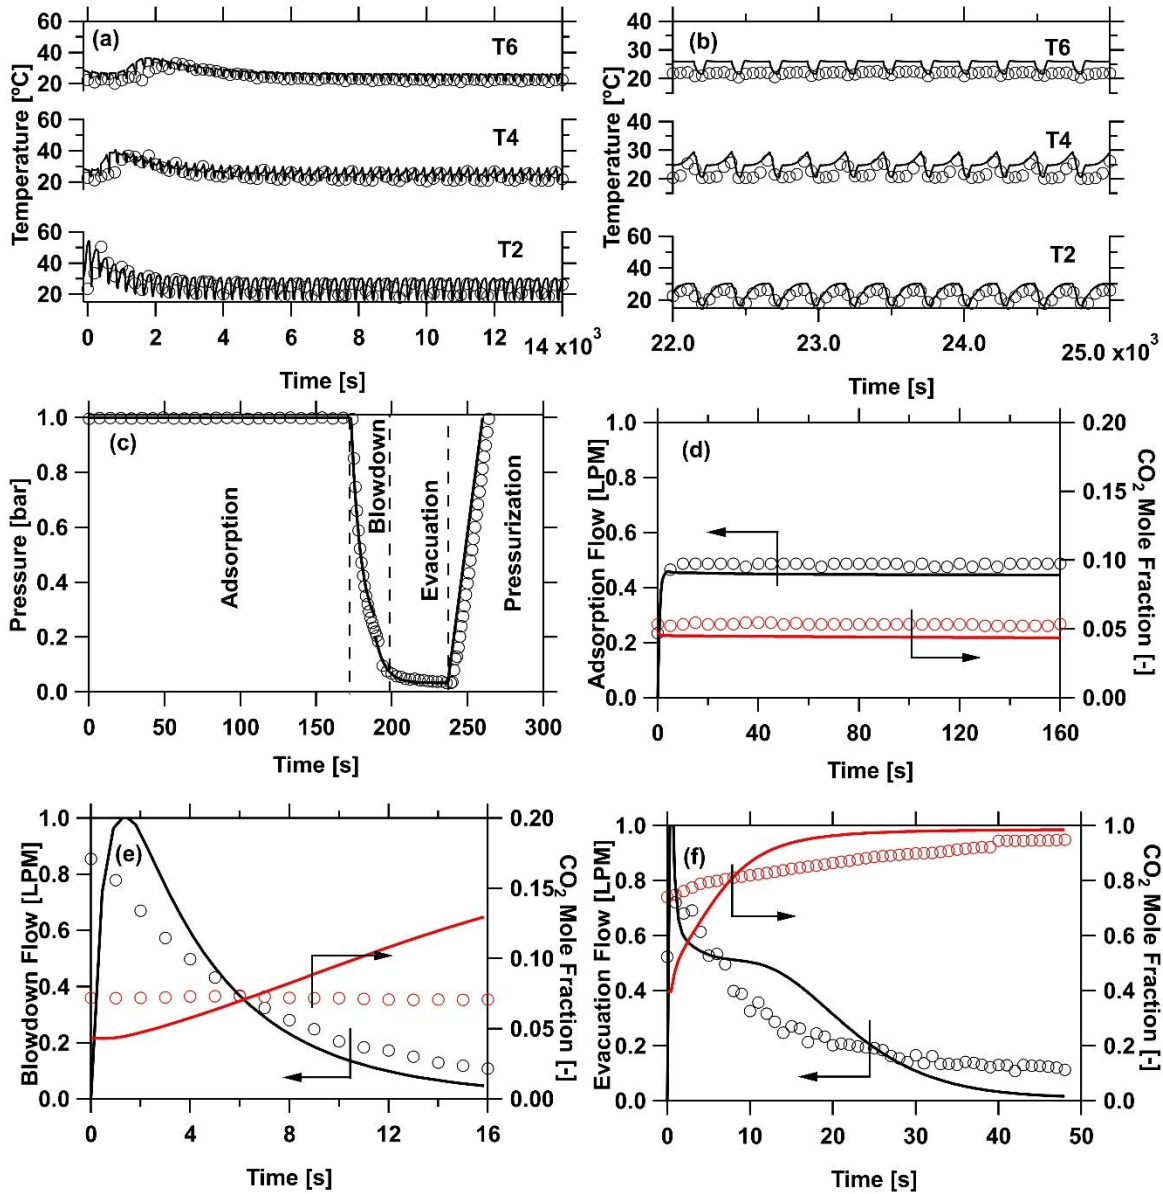 (a)
T6
T4
T2
60
40
20
60
40
20
60
40
20
Temperature [ºC]
0 2 4 6 8 10 12
14 x10³
Time [s]
(b)
T6
T4
T2
40
30
20
40
30
20
60
40
20
Temperature [ºC]
22.0 23.0 24.0 25.0 x10³
Time [s]
(c)
1.0
0.8
0.6
0.4
0.2
0.0
Pressure [bar]
Adsorption
Blowdown
Evacuation
Pressurization
0 50 100 150 200 250 300
Time [s]
(d)
1.0
0.8
0.6
0.4
0.2
0.0
Adsorption Flow [LPM]
0.20
0.15
0.10
0.05
0.00
CO₂ Mole Fraction [-]
0 40 80 120 160
Time [s]
(e)
1.0
0.8
0.6
0.4
0.2
0.0
Blowdown Flow [LPM]
0.20
0.15
0.10
0.05
0.00
CO₂ Mole Fraction [-]
0 4 8 12 16
Time [s]
(f)
1.0
0.8
0.6
0.4
0.2
0.0
Evacuation Flow [LPM]
1.0
0.8
0.6
0.4
0.2
0.0
CO₂ Mole Fraction [-]
0 10 20 30 40 50
Time [s]